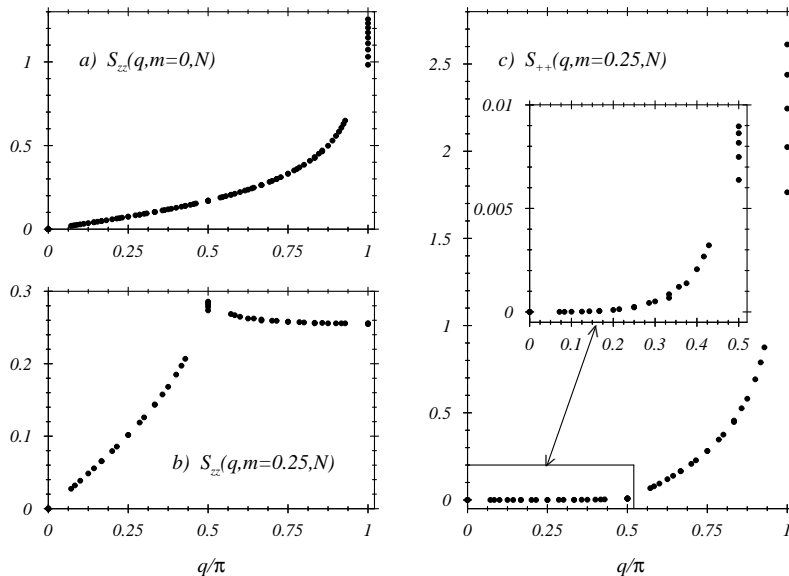 1
0.5
0
a) S_zz(q,m=0,N)
0 0.25 0.5 0.75 1
0.3
0.2
0.1
0
b) S_zz(q,m=0.25,N)
0 0.25 0.5 0.75 1
q/π
2.5
2
1.5
1
0.5
0
c) S_++(q,m=0.25,N)
0.01
0.005
0
0 0.1 0.2 0.3 0.4 0.5
0 0.25 0.5 0.75 1
q/π